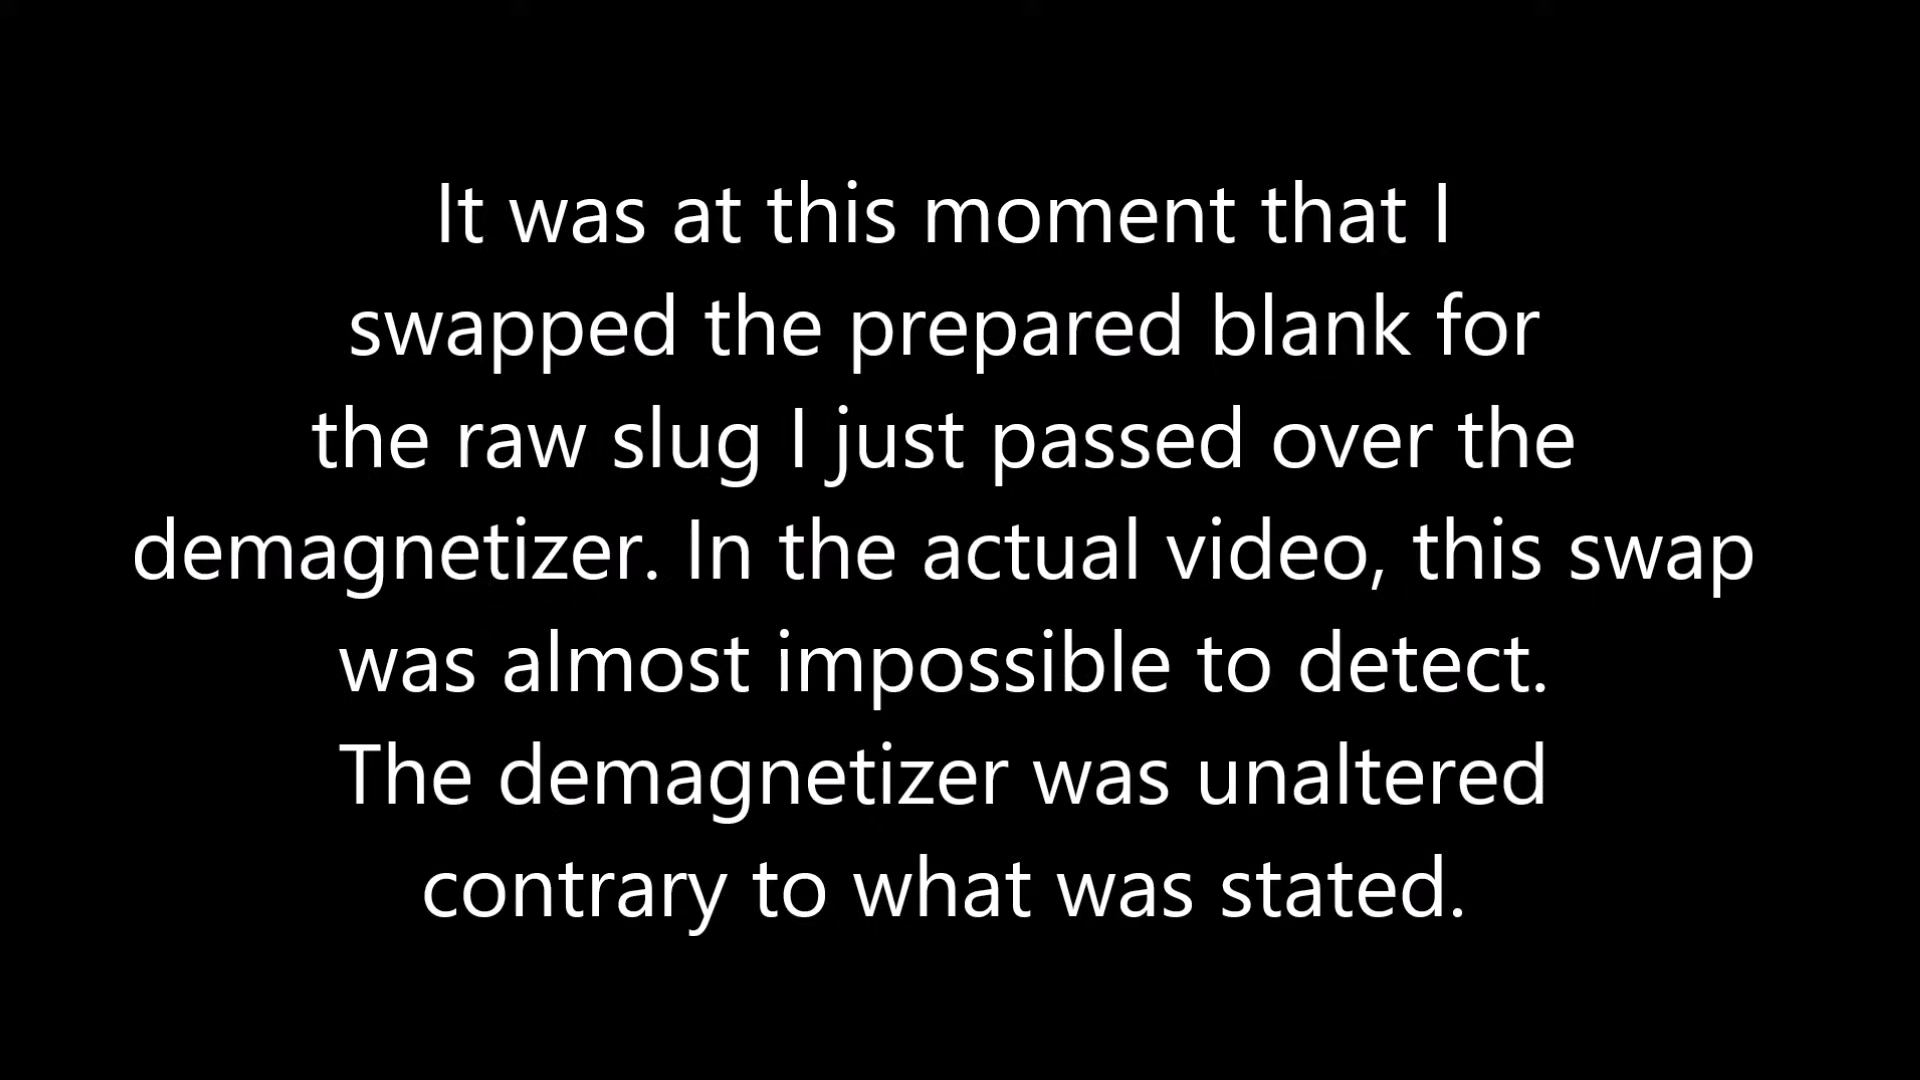 It was at this moment that I
swapped the prepared blank for
the raw slug I just passed over the
demagnetizer. In the actual video, this swap
was almost impossible to detect.
The demagnetizer was unaltered
contrary to what was stated.